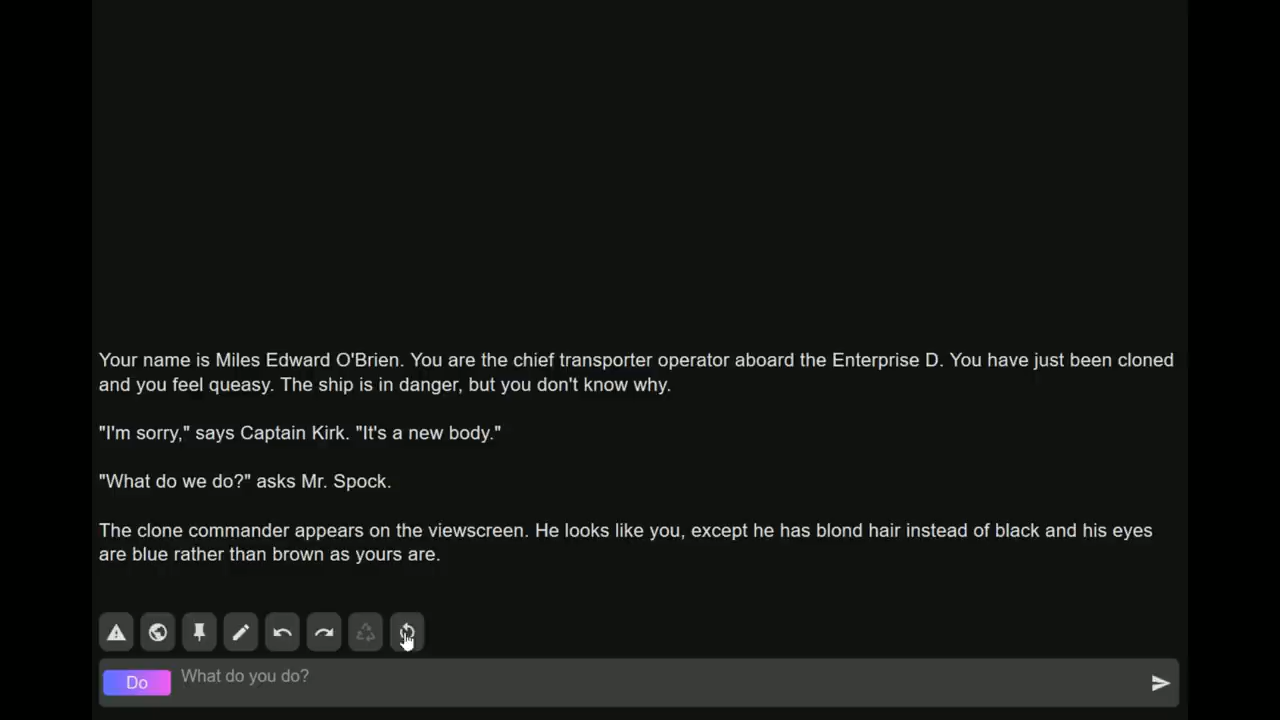 Your name is Miles Edward O'Brien. You are the chief transporter operator aboard the Enterprise D. You have just been cloned
and you feel queasy. The ship is in danger, but you don't know why.
"I'm sorry," says Captain Kirk. "It's a new body."
"What do we do?" asks Mr. Spock.
The clone commander appears on the viewscreen. He looks like you, except he has blond hair instead of black and his eyes
are blue rather than brown as yours are.
Do What do you do?